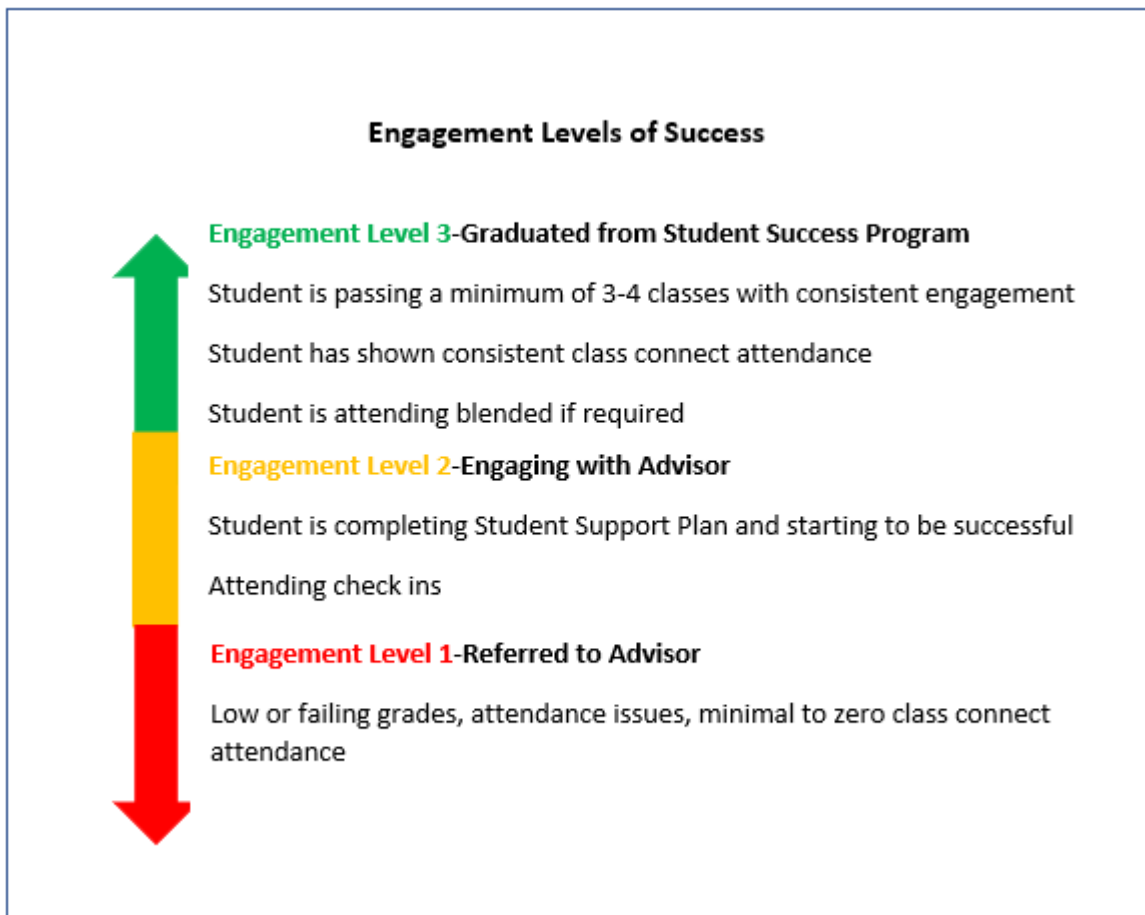 Engagement Levels of Success
Engagement Level 3-Graduated from Student Success Program
Student is passing a minimum of 3-4 classes with consistent engagement
Student has shown consistent class connect attendance
Student is attending blended if required
Engagement Level 2-Engaging with Advisor
Student is completing Student Support Plan and starting to be successful
Attending check ins
Engagement Level 1-Referred to Advisor
Low or failing grades, attendance issues, minimal to zero class connect
attendance